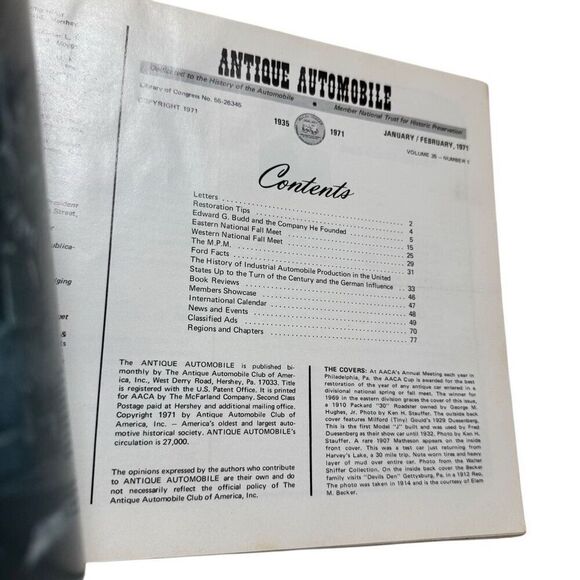 President
Street,
Publica-
dging
&
ANTIQUE AUTOMOBILE
Dedicated to the History of the Automobile • Member National Trust for Historic Preservation
Library of Congress No. 56-26346
COPYRIGHT 1971
1935
1971
JANUARY / FEBRUARY, 1971
VOLUME 35 – NUMBER 1
Contents
Letters 2
Restoration Tips 4
Edward G. Budd and the Company He Founded 5
Eastern National Fall Meet 15
Western National Fall Meet 25
The M.P.M. 29
Ford Facts 31
The History of Industrial Automobile Production in the United
States Up to the Turn of the Century and the German Influence 33
Book Reviews 46
Members Showcase 47
International Calendar 48
News and Events 49
Classified Ads 70
Regions and Chapters 77
The ANTIQUE AUTOMOBILE is published bi-
monthly by The Antique Automobile Club of Amer-
ica, Inc., West Derry Road, Hershey, Pa. 17033. Title
is registered with the U.S. Patent Office. It is printed
for AACA by The McFarland Company. Second Class
Postage paid at Hershey and additional mailing office.
Copyright 1971 by Antique Automobile Club of
America, Inc. — America's oldest and largest auto-
motive historical society. ANTIQUE AUTOMOBILE's
circulation is 27,000.
The opinions expressed by the authors who contribute
to ANTIQUE AUTOMOBILE are their own and do
not necessarily reflect the official policy of The
Antique Automobile Club of America, Inc.
THE COVERS: At AACA's Annual Meeting each year in
Philadelphia, Pa. the AACA Cup is awarded for the best
restoration of the year of any antique car entered in a
divisional national spring or fall meet. The winner for
1969 in the eastern division graces the cover of this issue,
a 1910 Packard "30" Roadster owned by George M.
Hughes, Jr. Photo by Ken H. Stauffer. The outside back
cover features Milford (Tiny) Gould's 1929 Duesenberg.
This is the first Model "J" built and was used by Fred
Duesenberg as their show car until 1932. Photo by Ken H.
Stauffer. A rare 1907 Matheson appears on the inside
front cover. This was a test car just returning from
Harvey's Lake, a 30 mile trip. Note worn tires and heavy
layer of mud over entire car. Photo from the Walter
Shiffer Collection. On the inside back cover the Becker
family visits "Devils Den" Gettysburg, Pa. in a 1912 Reo.
The photo was taken in 1914 and is the courtesy of Elam
M. Becker.